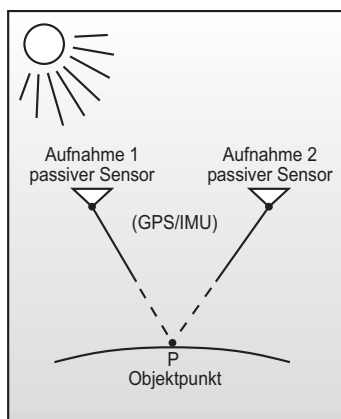 Aufnahme 1
passiver Sensor
Aufnahme 2
passiver Sensor
(GPS/IMU)
P
Objektpunkt